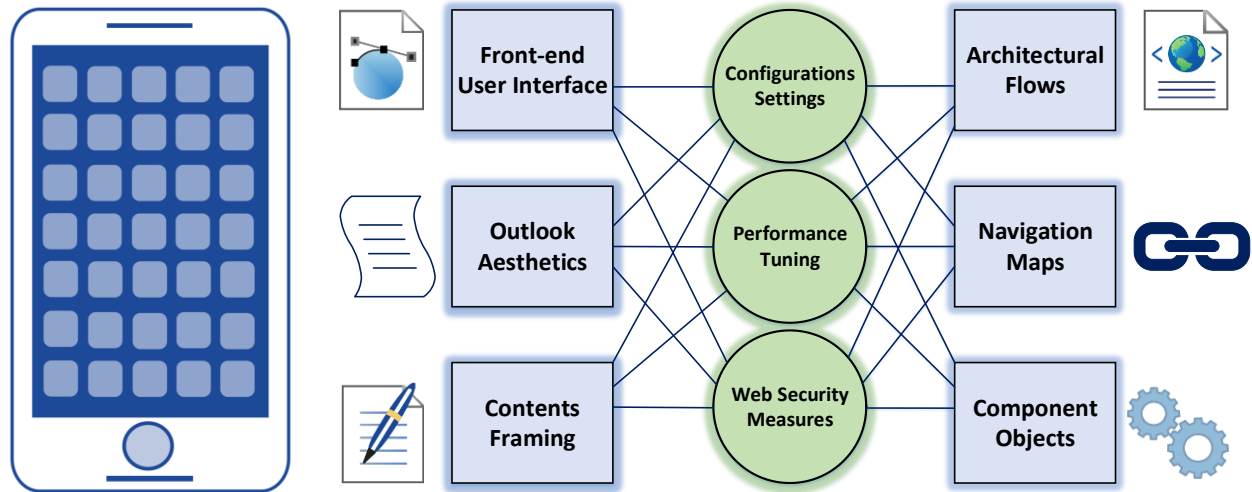 Front-end
User Interface
Configurations
Settings
Architectural
Flows
Outlook
Aesthetics
Performance
Tuning
Navigation
Maps
Contents
Framing
Web Security
Measures
Component
Objects